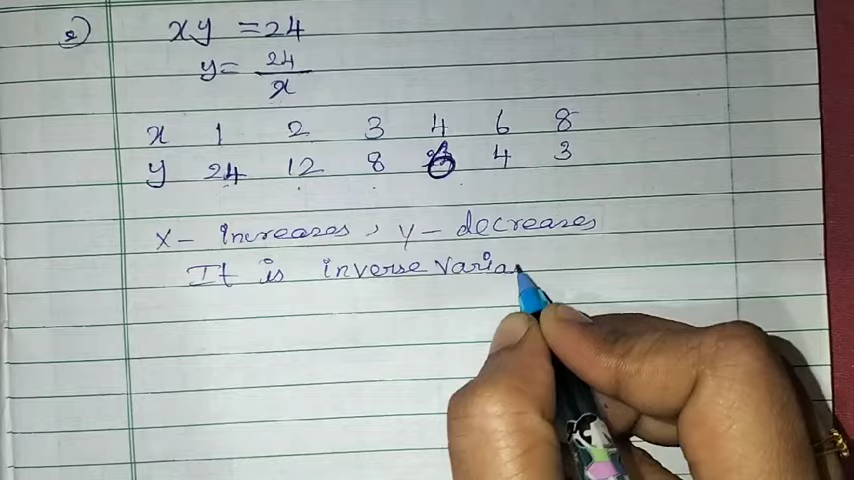 2) xy = 24
y = 24/x
x 1 2 3 4 6 8
y 24 12 8 6 4 3
x - increases, y - decreases
It is inverse varia